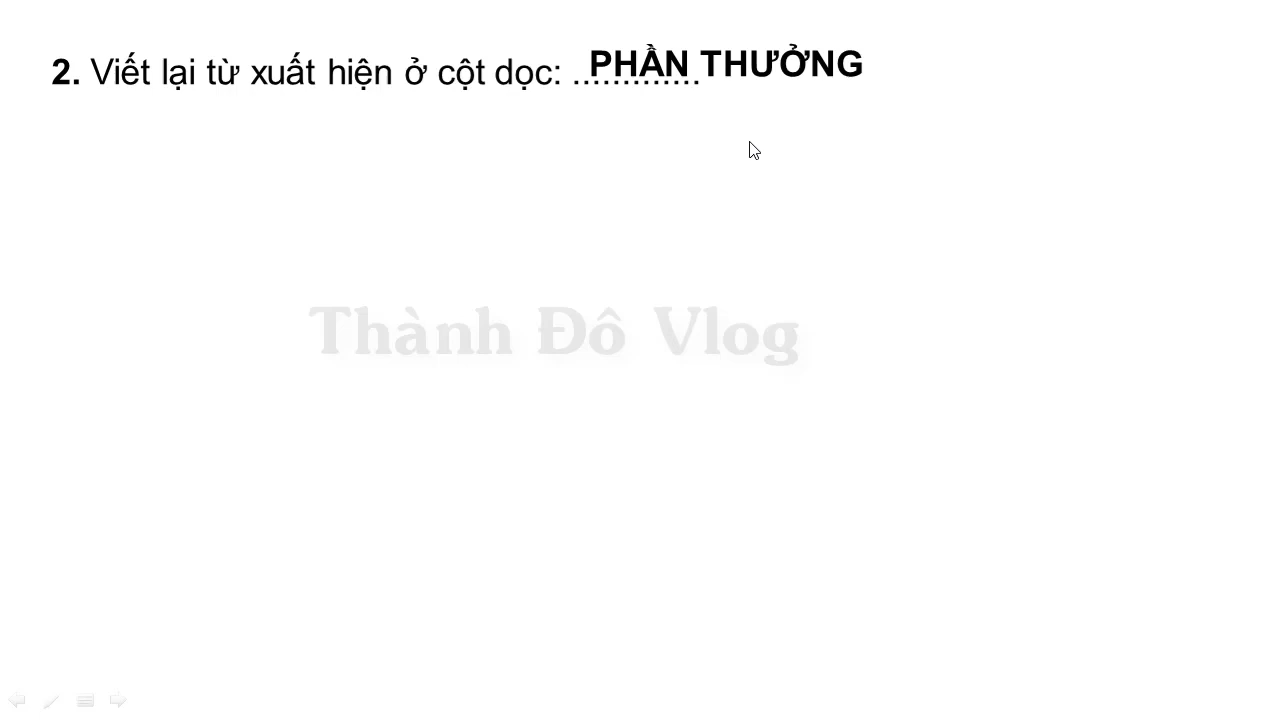 2. Viết lại từ xuất hiện ở cột dọc: ............. PHẦN THƯỞNG
Thành Đô Vlog